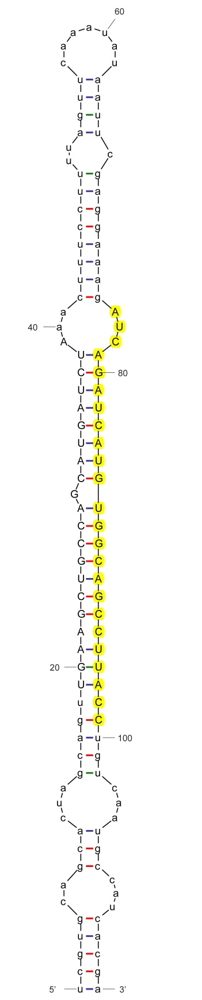 60
a a a u
a a
c u
u a
u a
g u
a u
u c
u
u g
u a
c g
c g
u a
u a
u a
c g
a A
40 a U
A C
U A
C G 80
U A
A U
G C
U A
A U
C G
G
A U
C G
C G
G C
U A
C G
G C
A C
A U
20 G U
U A
u C
g C
a u 100
c g
g u
a c
u a
c a
a u
c g
g c
a c
c a
u
g c
u a
g c
c g
5’ u a 3’